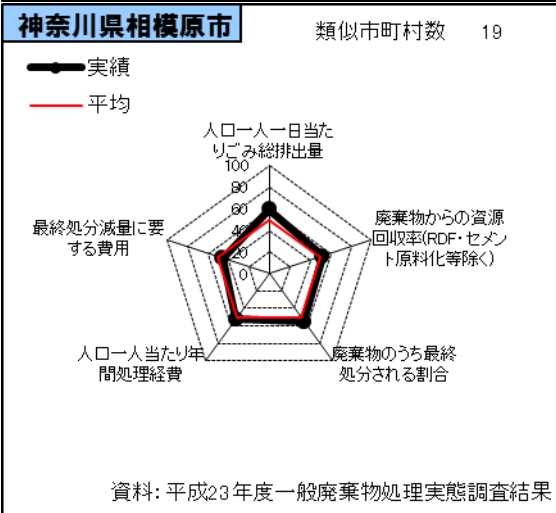 神奈川県相模原市
類似市町村数 19
実績
平均
人口一人一日当た
りごみ総排出量
100
80
60
40
20
0
廃棄物からの資源
回収率(RDF・セメン
ト原料化等除く)
最終処分減量に要
する費用
人口一人当たり年
間処理経費
廃棄物のうち最終
処分される割合
資料:平成23年度一般廃棄物処理実態調査結果